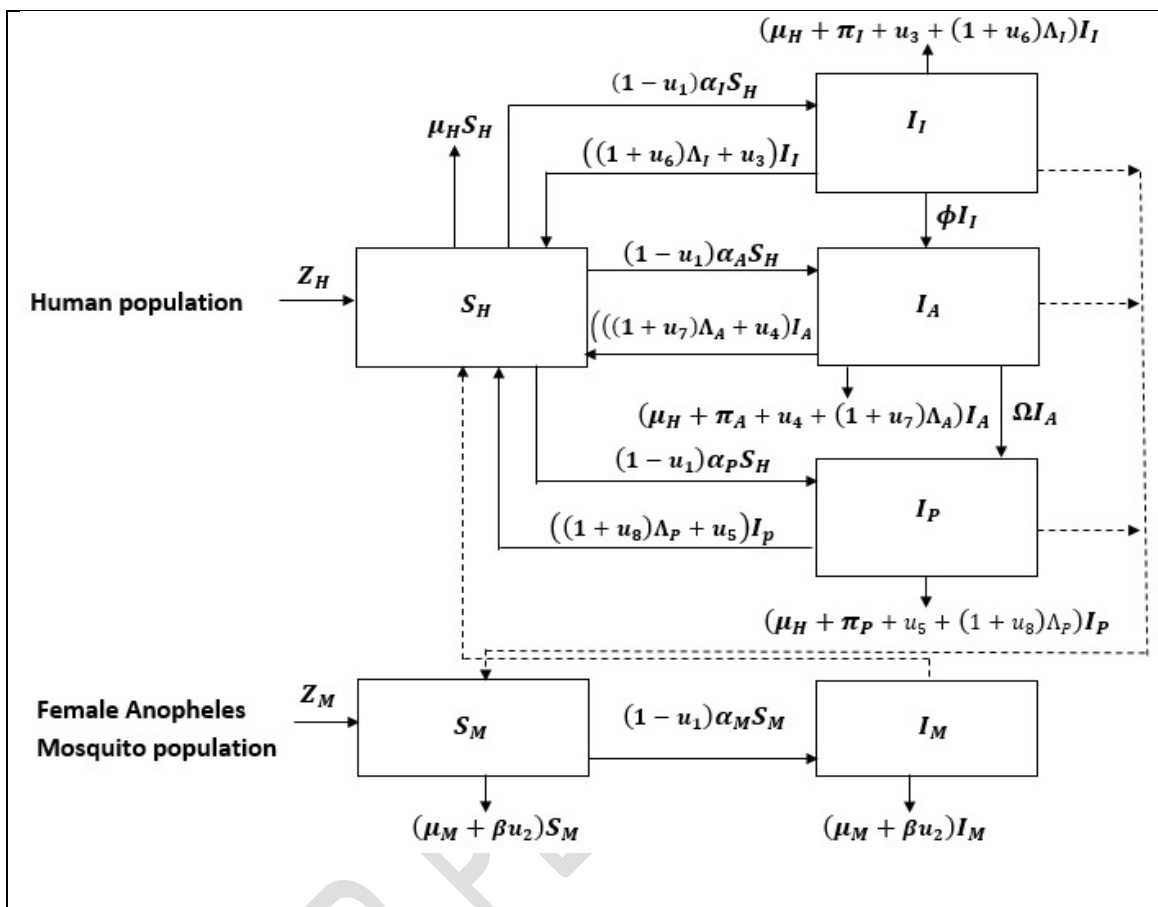 (μ_H + π_I + u_3 + (1 + u_6)Λ_I)I_I
(1 − u_1)α_I S_H
I_I
μ_H S_H
((1 + u_6)Λ_I + u_3)I_I
ϕI_I
(1 − u_1)α_A S_H
Z_H
Human population
S_H
I_A
(((1 + u_7)Λ_A + u_4)I_A
(μ_H + π_A + u_4 + (1 + u_7)Λ_A)I_A
ΩI_A
(1 − u_1)α_P S_H
I_P
((1 + u_8)Λ_P + u_5)I_p
(μ_H + π_P + u_5 + (1 + u_8)Λ_P)I_P
Z_M
Female Anopheles
Mosquito population
S_M
(1 − u_1)α_M S_M
I_M
(μ_M + βu_2)S_M
(μ_M + βu_2)I_M